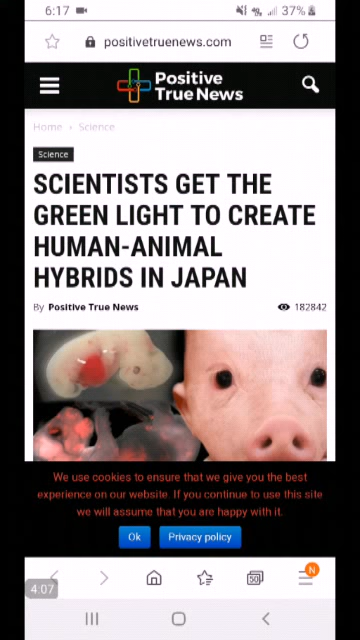 6:17 37%
positivetruenews.com
Positive
True News
Home › Science
Science
SCIENTISTS GET THE
GREEN LIGHT TO CREATE
HUMAN-ANIMAL
HYBRIDS IN JAPAN
By Positive True News 182842
We use cookies to ensure that we give you the best
experience on our website. If you continue to use this site
we will assume that you are happy with it.
Ok Privacy policy
50 N
4:07